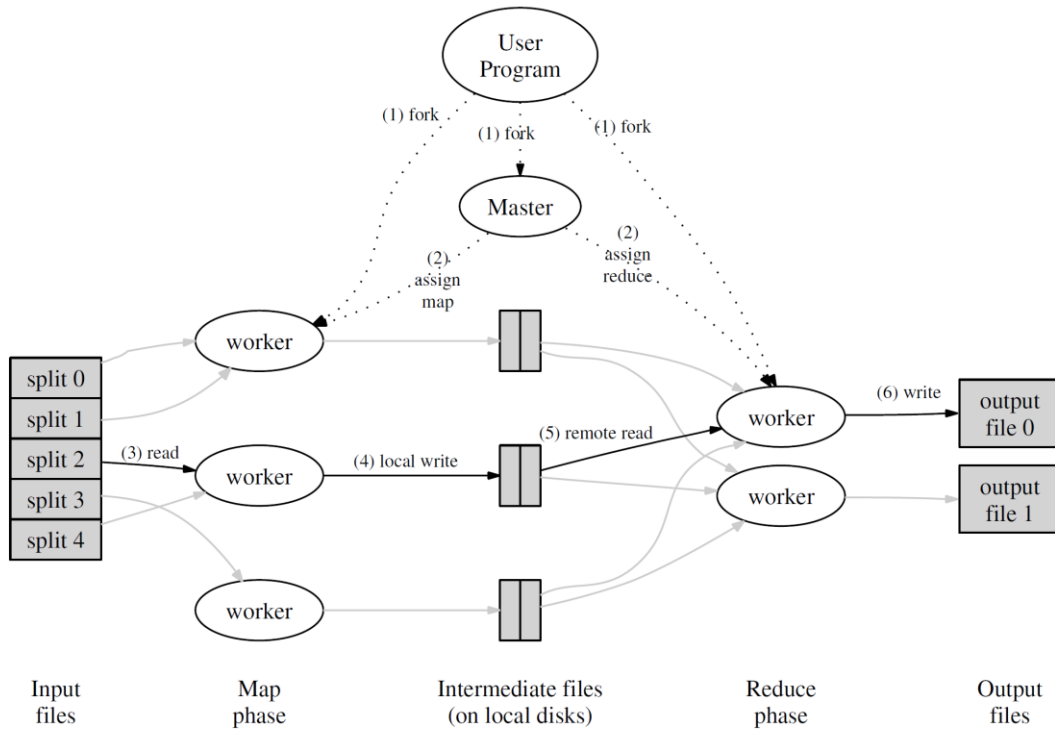 User
Program
(1) fork
(1) fork
(1) fork
Master
(2)
assign
map
(2)
assign
reduce
worker
split 0
split 1
split 2
split 3
split 4
(3) read
worker
(4) local write
(5) remote read
worker
(6) write
output
file 0
worker
output
file 1
worker
Input
files
Map
phase
Intermediate files
(on local disks)
Reduce
phase
Output
files